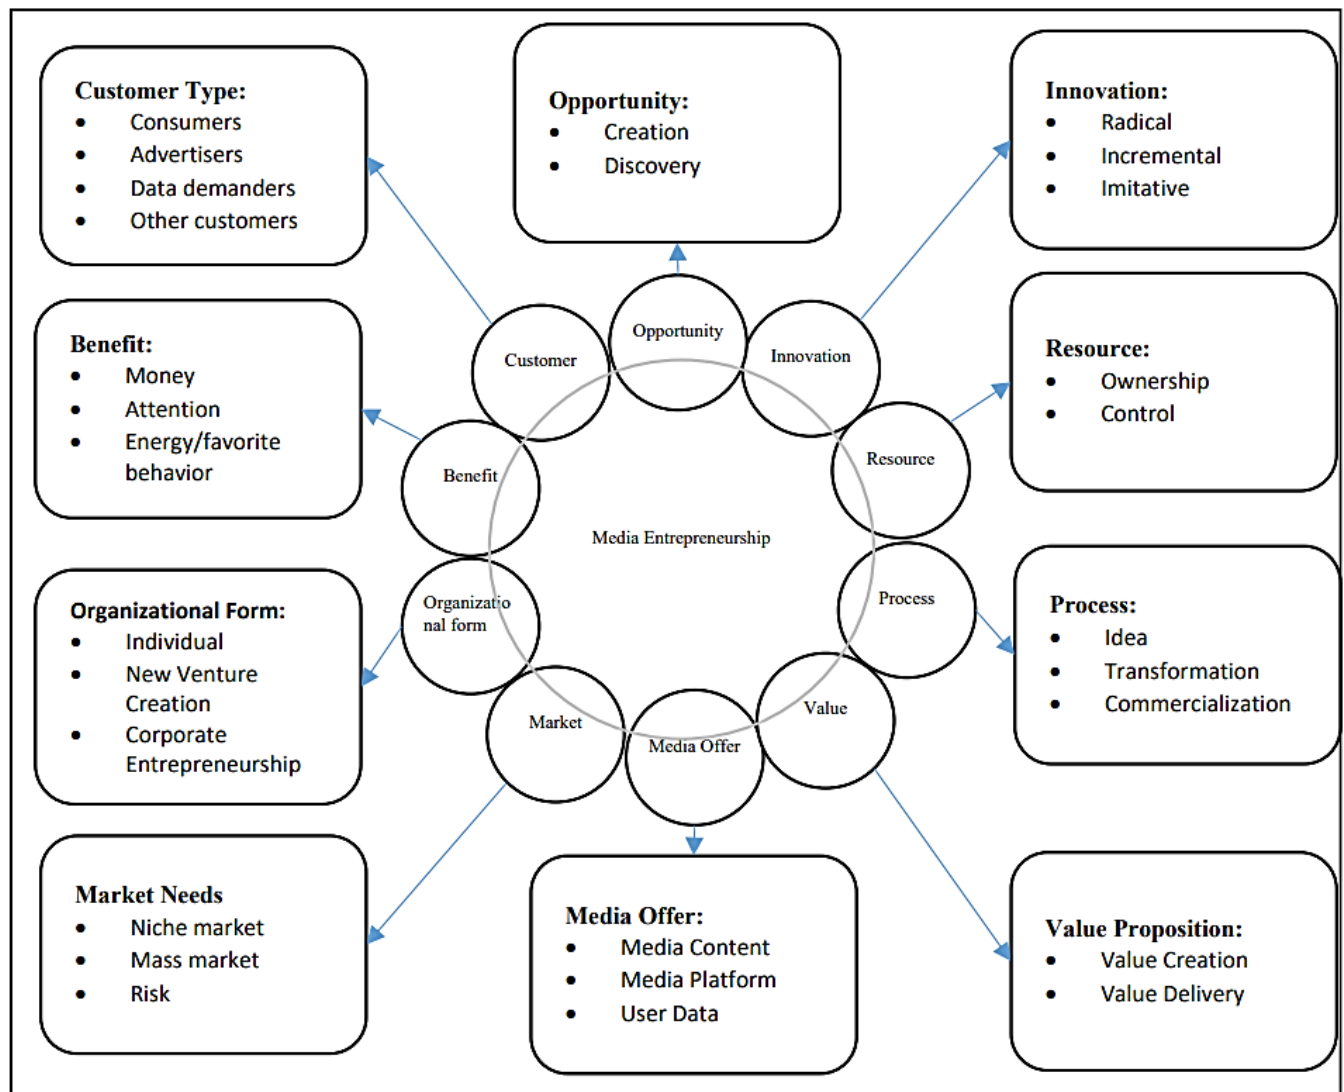 Customer Type:
• Consumers
• Advertisers
• Data demanders
• Other customers
Opportunity:
• Creation
• Discovery
Innovation:
• Radical
• Incremental
• Imitative
Benefit:
• Money
• Attention
• Energy/favorite
behavior
Resource:
• Ownership
• Control
Organizational Form:
• Individual
• New Venture
Creation
• Corporate
Entrepreneurship
Process:
• Idea
• Transformation
• Commercialization
Market Needs
• Niche market
• Mass market
• Risk
Media Offer:
• Media Content
• Media Platform
• User Data
Value Proposition:
• Value Creation
• Value Delivery
Opportunity
Customer
Innovation
Benefit
Resource
Media Entrepreneurship
Organizatio
nal form
Process
Market
Media Offer
Value